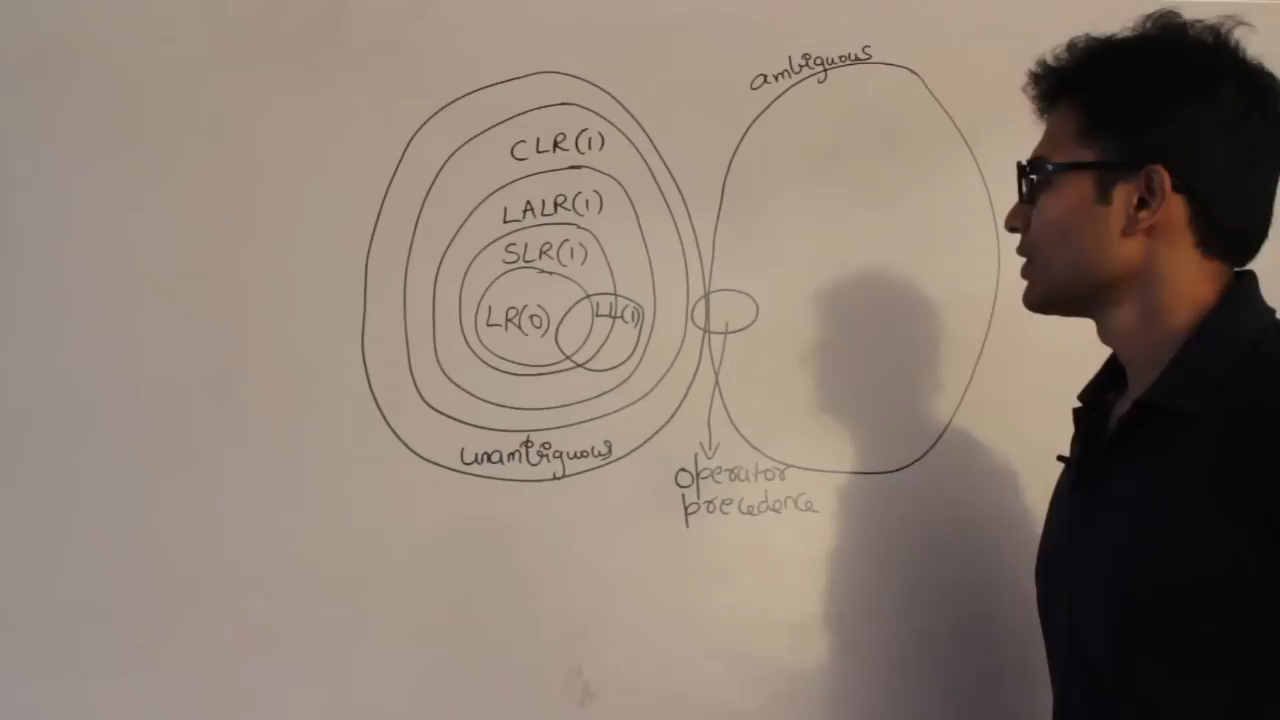 ambiguous
CLR(1)
LALR(1)
SLR(1)
LR(0)
LL(1)
unambiguous
operator
precedence